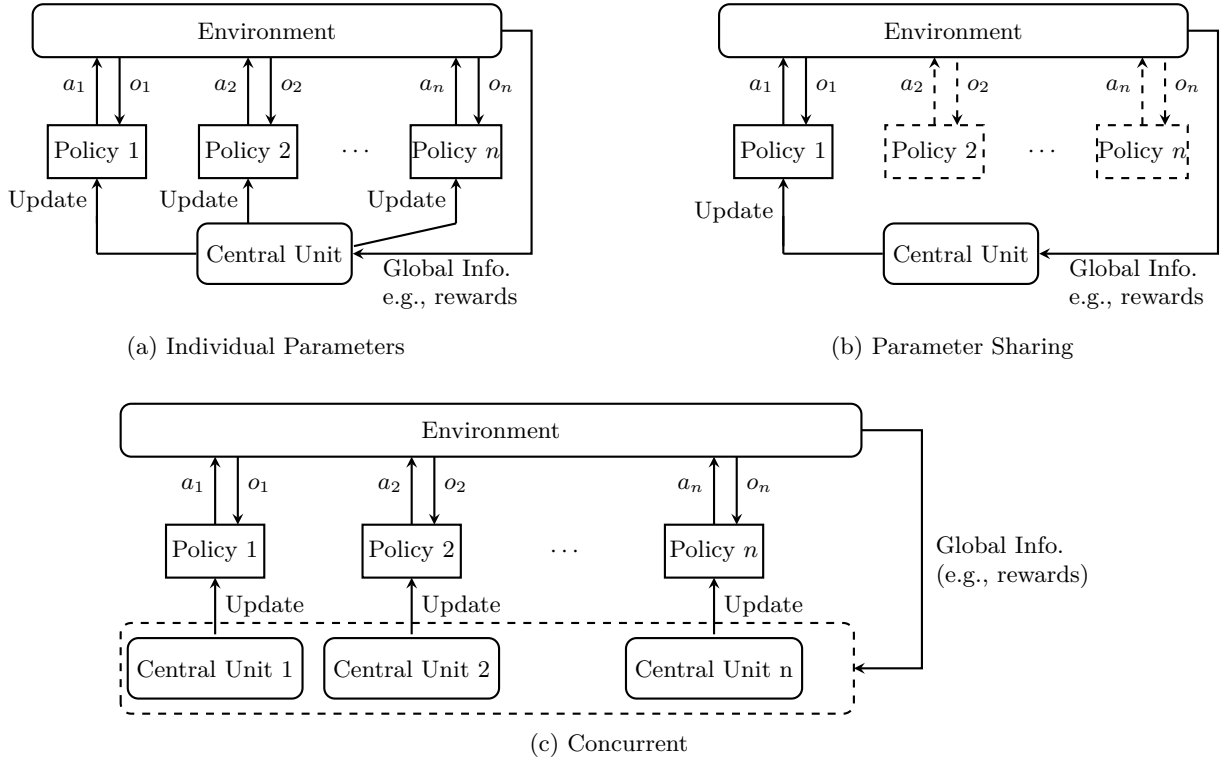 Environment
a₁ o₁ a₂ o₂ aₙ oₙ
Policy 1 Policy 2 ... Policy n
Update Update Update
Central Unit
Global Info.
e.g., rewards
(a) Individual Parameters
Environment
a₁ o₁ a₂ o₂ aₙ oₙ
Policy 1 Policy 2 ... Policy n
Update
Central Unit
Global Info.
e.g., rewards
(b) Parameter Sharing
Environment
a₁ o₁ a₂ o₂ aₙ oₙ
Policy 1 Policy 2 ... Policy n
Global Info.
(e.g., rewards)
Update Update Update
Central Unit 1 Central Unit 2 Central Unit n
(c) Concurrent